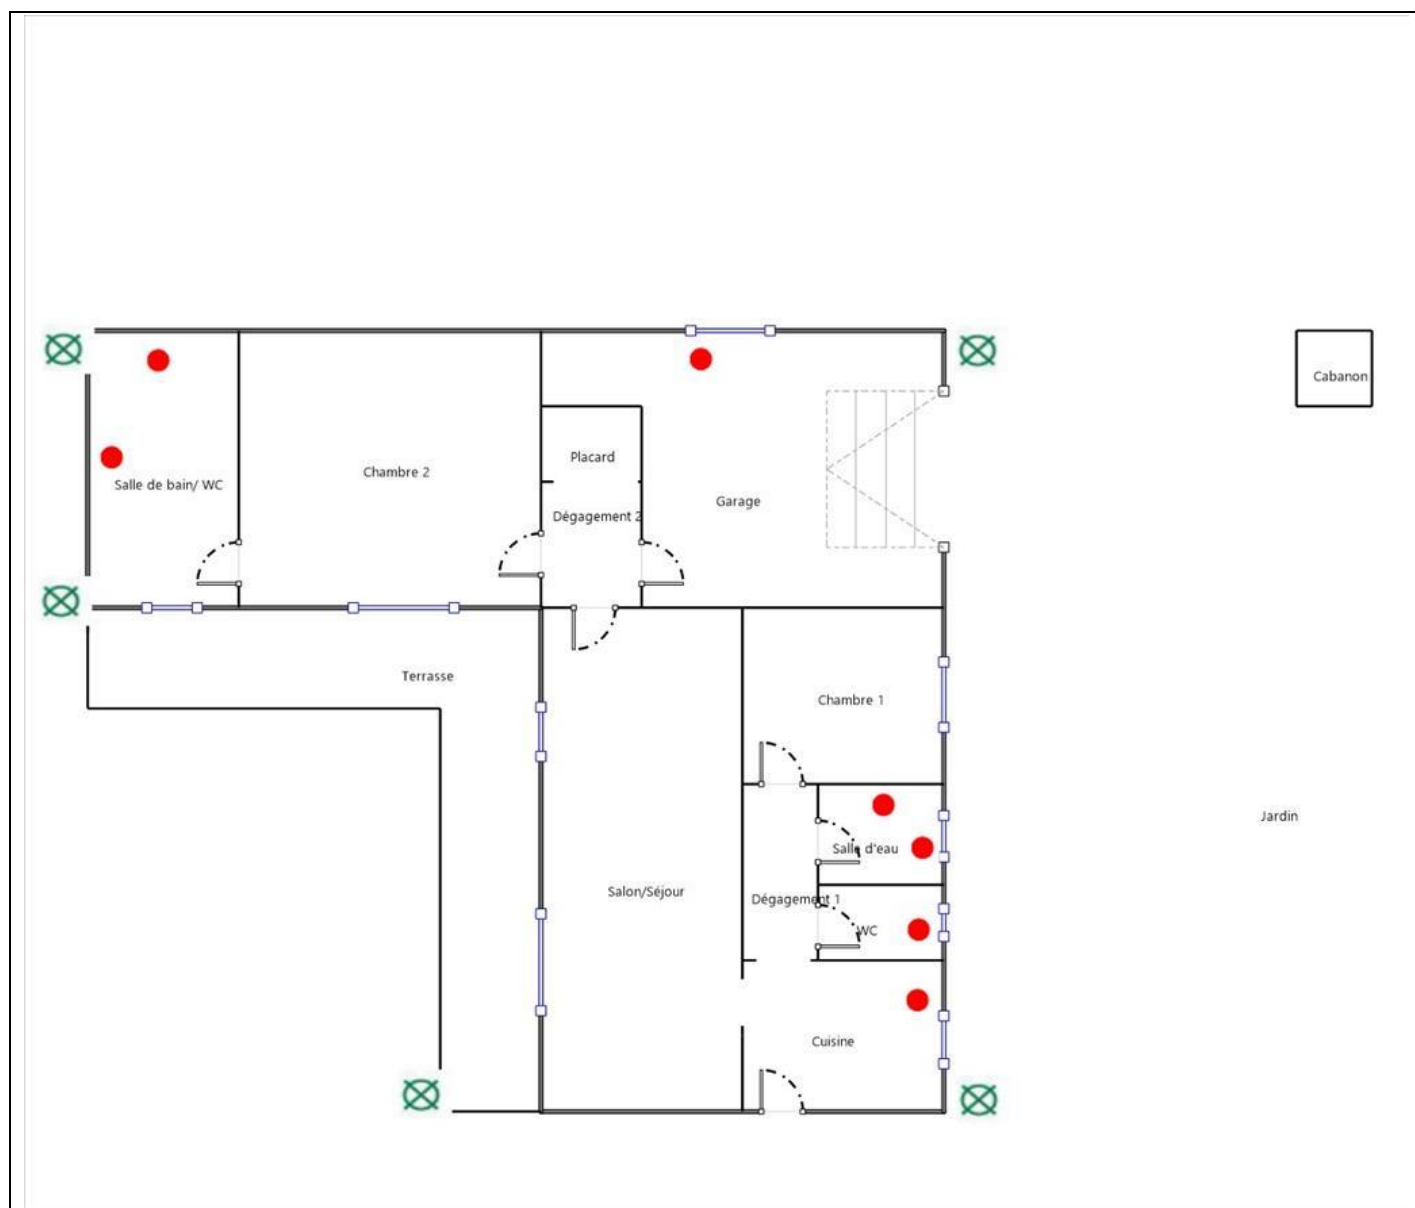 Cabanon
Placard
Chambre 2
Salle de bain/ WC
Garage
Dégagement 2
Terrasse
Chambre 1
Jardin
Salle d'eau
Salon/Séjour
Dégagement 1
WC
Cuisine